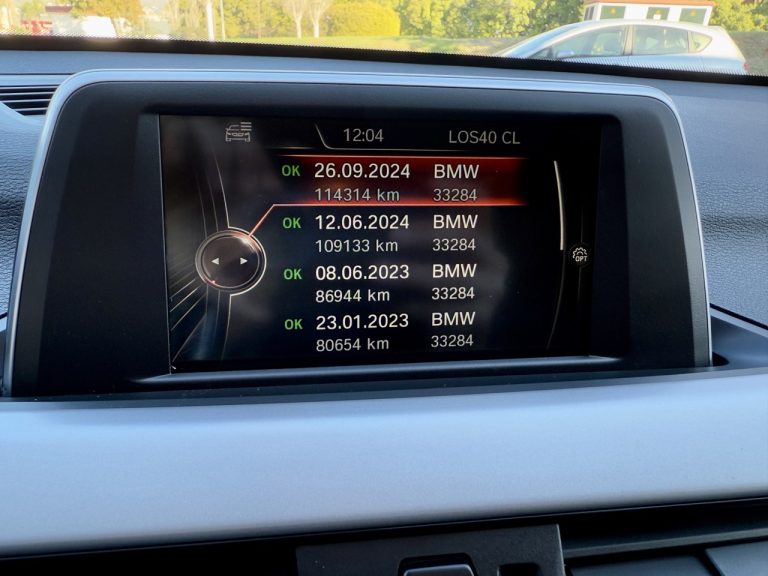 12:04 LOS40 CL
OK 26.09.2024 BMW
114314 km 33284
OK 12.06.2024 BMW
109133 km 33284
OK 08.06.2023 BMW
86944 km 33284
OK 23.01.2023 BMW
80654 km 33284
OPT